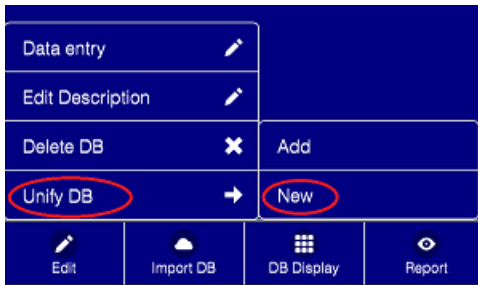 Data entry
Edit Description
Delete DB
Add
Unify DB
New
Edit
Import DB
DB Display
Report